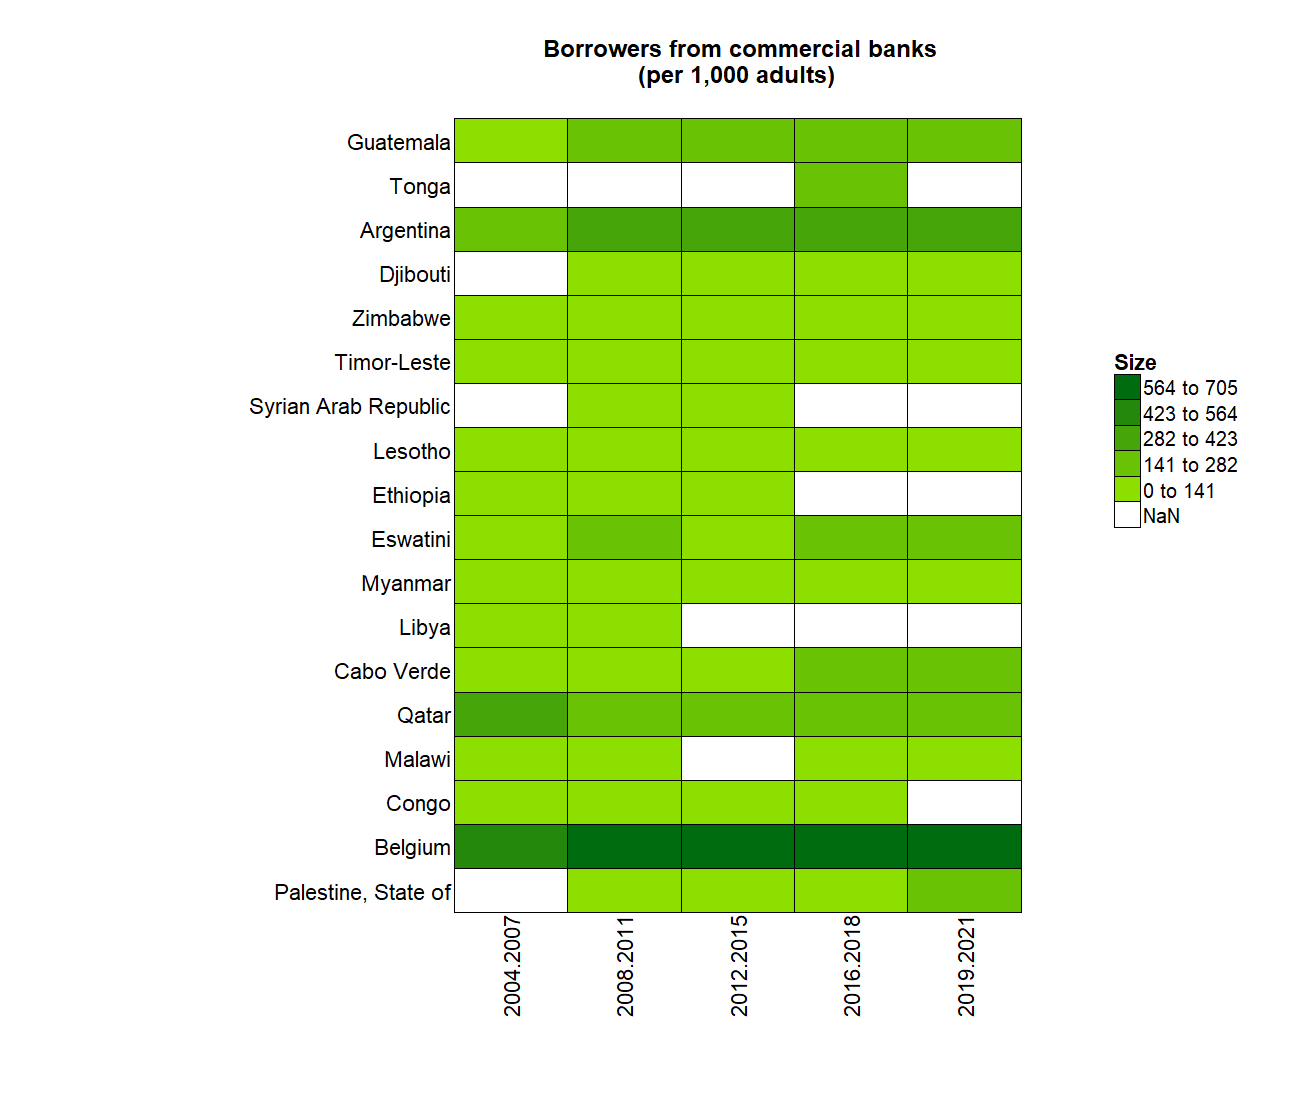 Borrowers from commercial banks
(per 1,000 adults)
Guatemala
Tonga
Argentina
Djibouti
Zimbabwe
Timor-Leste
Syrian Arab Republic
Lesotho
Ethiopia
Eswatini
Myanmar
Libya
Cabo Verde
Qatar
Malawi
Congo
Belgium
Palestine, State of
2004.2007
2008.2011
2012.2015
2016.2018
2019.2021
Size
564 to 705
423 to 564
282 to 423
141 to 282
0 to 141
NaN